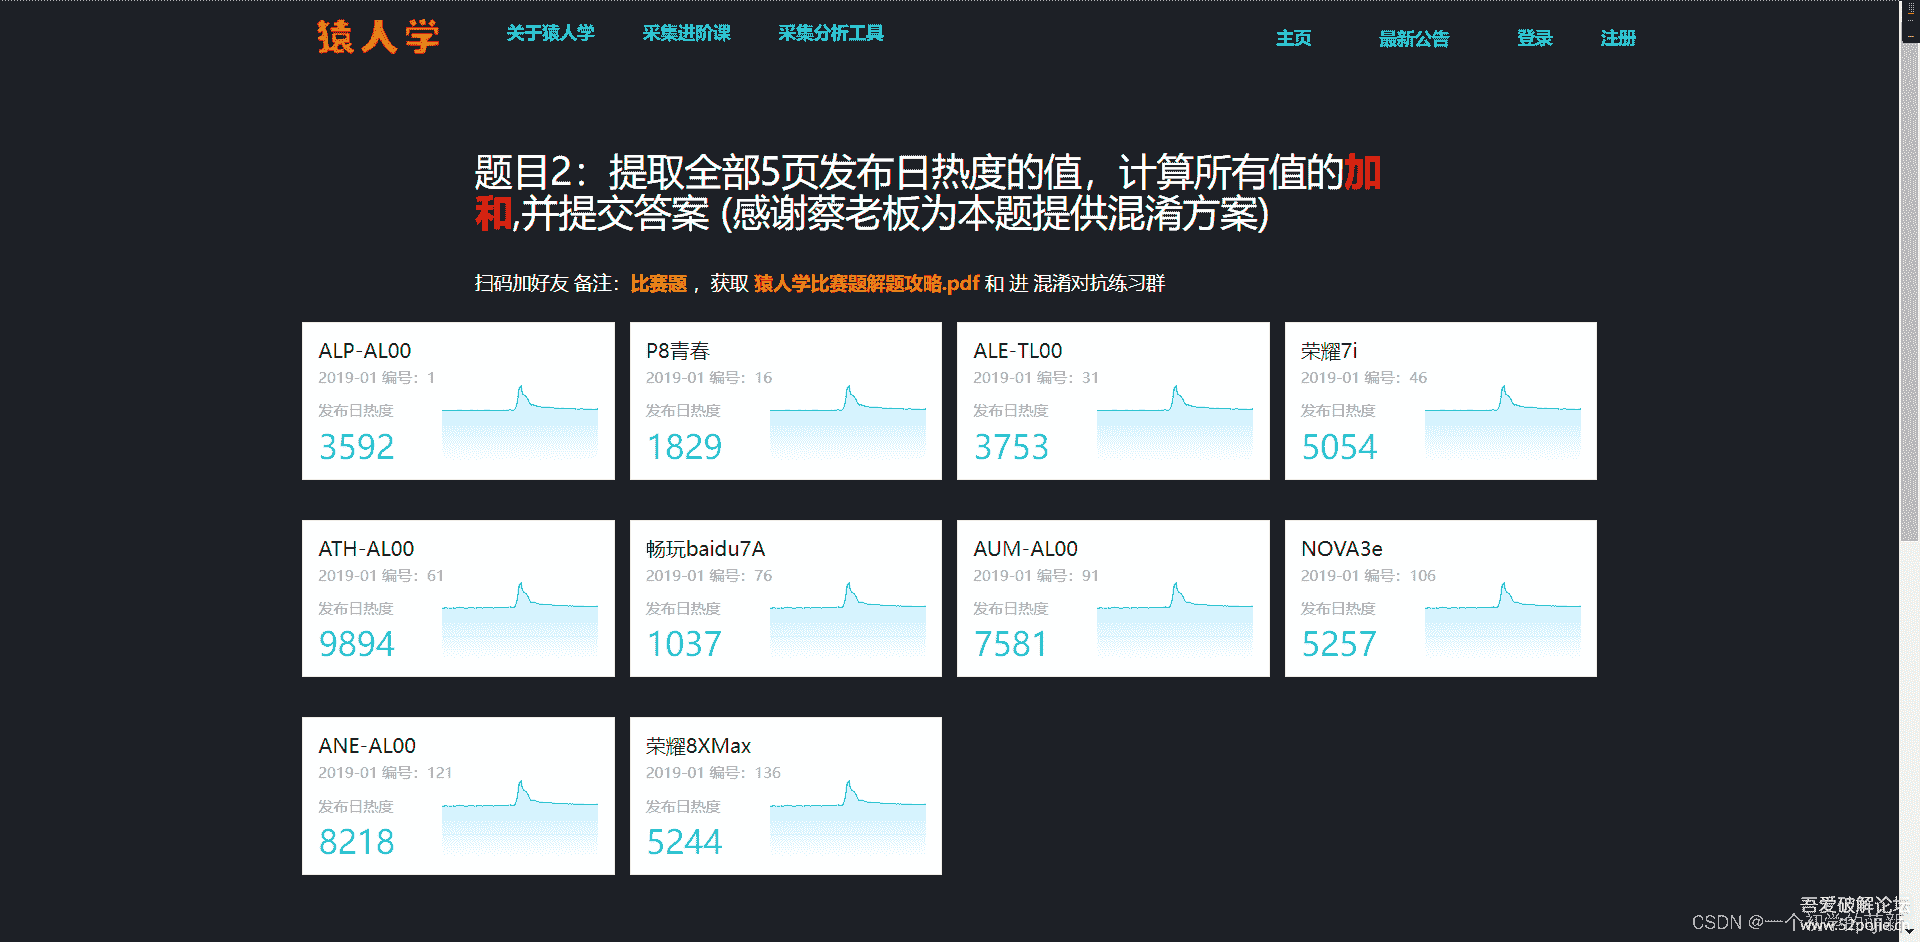 猿人学 关于猿人学 采集进阶课 采集分析工具 主页 最新公告 登录 注册
题目2：提取全部5页发布日热度的值，计算所有值的加
和,并提交答案 (感谢蔡老板为本题提供混淆方案)
扫码加好友 备注：比赛题 ，获取 猿人学比赛题解题攻略.pdf 和 进 混淆对抗练习群
ALP-AL00
2019-01 编号：1
发布日热度
3592
P8青春
2019-01 编号：16
发布日热度
1829
ALE-TL00
2019-01 编号：31
发布日热度
3753
荣耀7i
2019-01 编号：46
发布日热度
5054
ATH-AL00
2019-01 编号：61
发布日热度
9894
畅玩baidu7A
2019-01 编号：76
发布日热度
1037
AUM-AL00
2019-01 编号：91
发布日热度
7581
NOVA3e
2019-01 编号：106
发布日热度
5257
ANE-AL00
2019-01 编号：121
发布日热度
8218
荣耀8XMax
2019-01 编号：136
发布日热度
5244
吾爱破解论坛
CSDN @一个初学的萌新
www.52pojie.cn